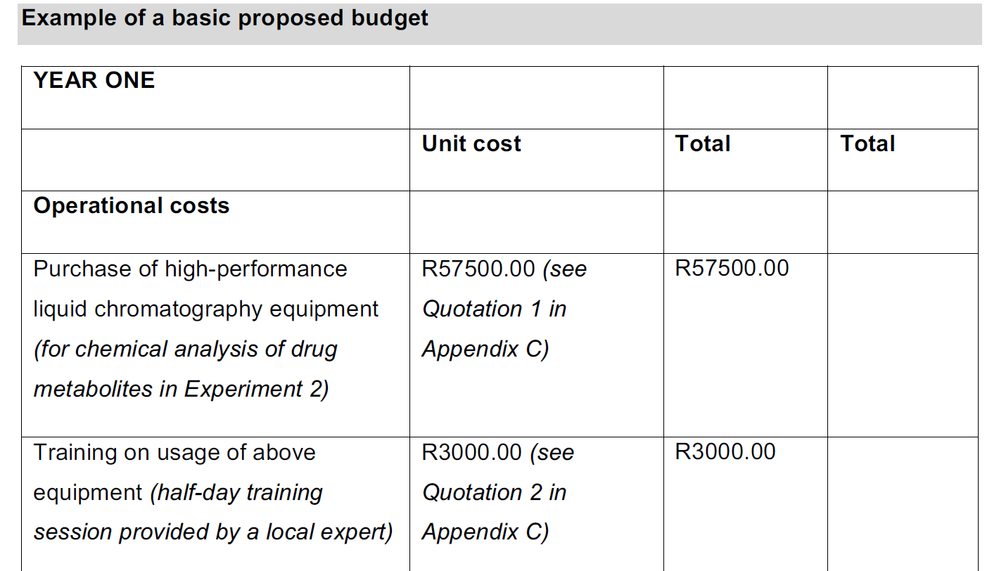 Example of a basic proposed budget
YEAR ONE
Unit cost
Total
Total
Operational costs
Purchase of high-performance
liquid chromatography equipment
(for chemical analysis of drug
metabolites in Experiment 2)
R57500.00 (see
Quotation 1 in
Appendix C)
R57500.00
Training on usage of above
equipment (half-day training
session provided by a local expert)
R3000.00 (see
Quotation 2 in
Appendix C)
R3000.00